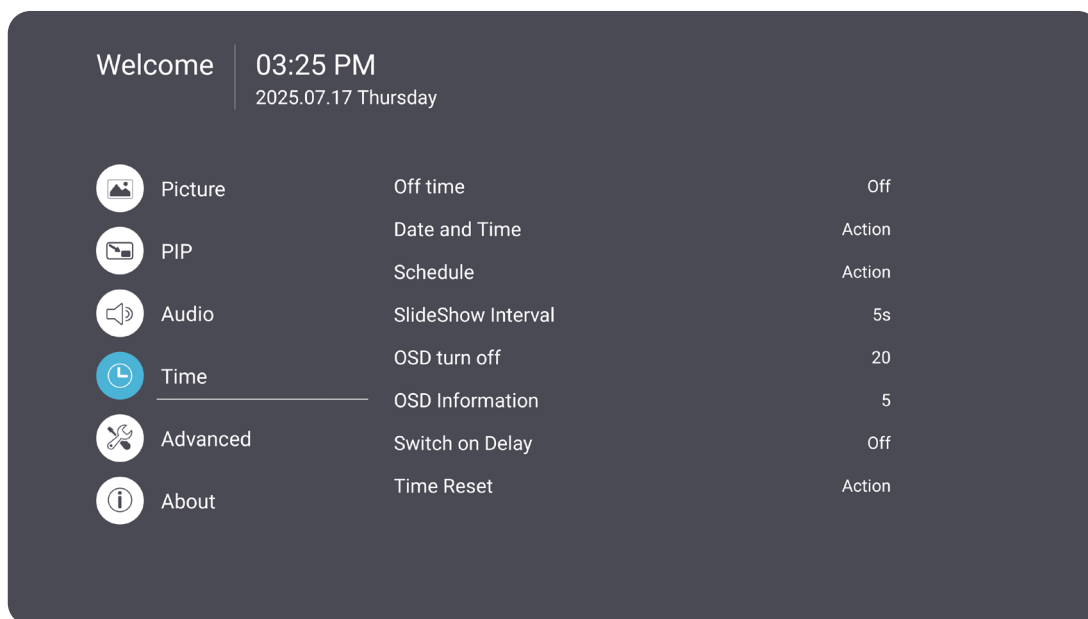 Welcome
03:25 PM
2025.07.17 Thursday
Picture
PIP
Audio
Time
Advanced
About
Off time Off
Date and Time Action
Schedule Action
SlideShow Interval 5s
OSD turn off 20
OSD Information 5
Switch on Delay Off
Time Reset Action